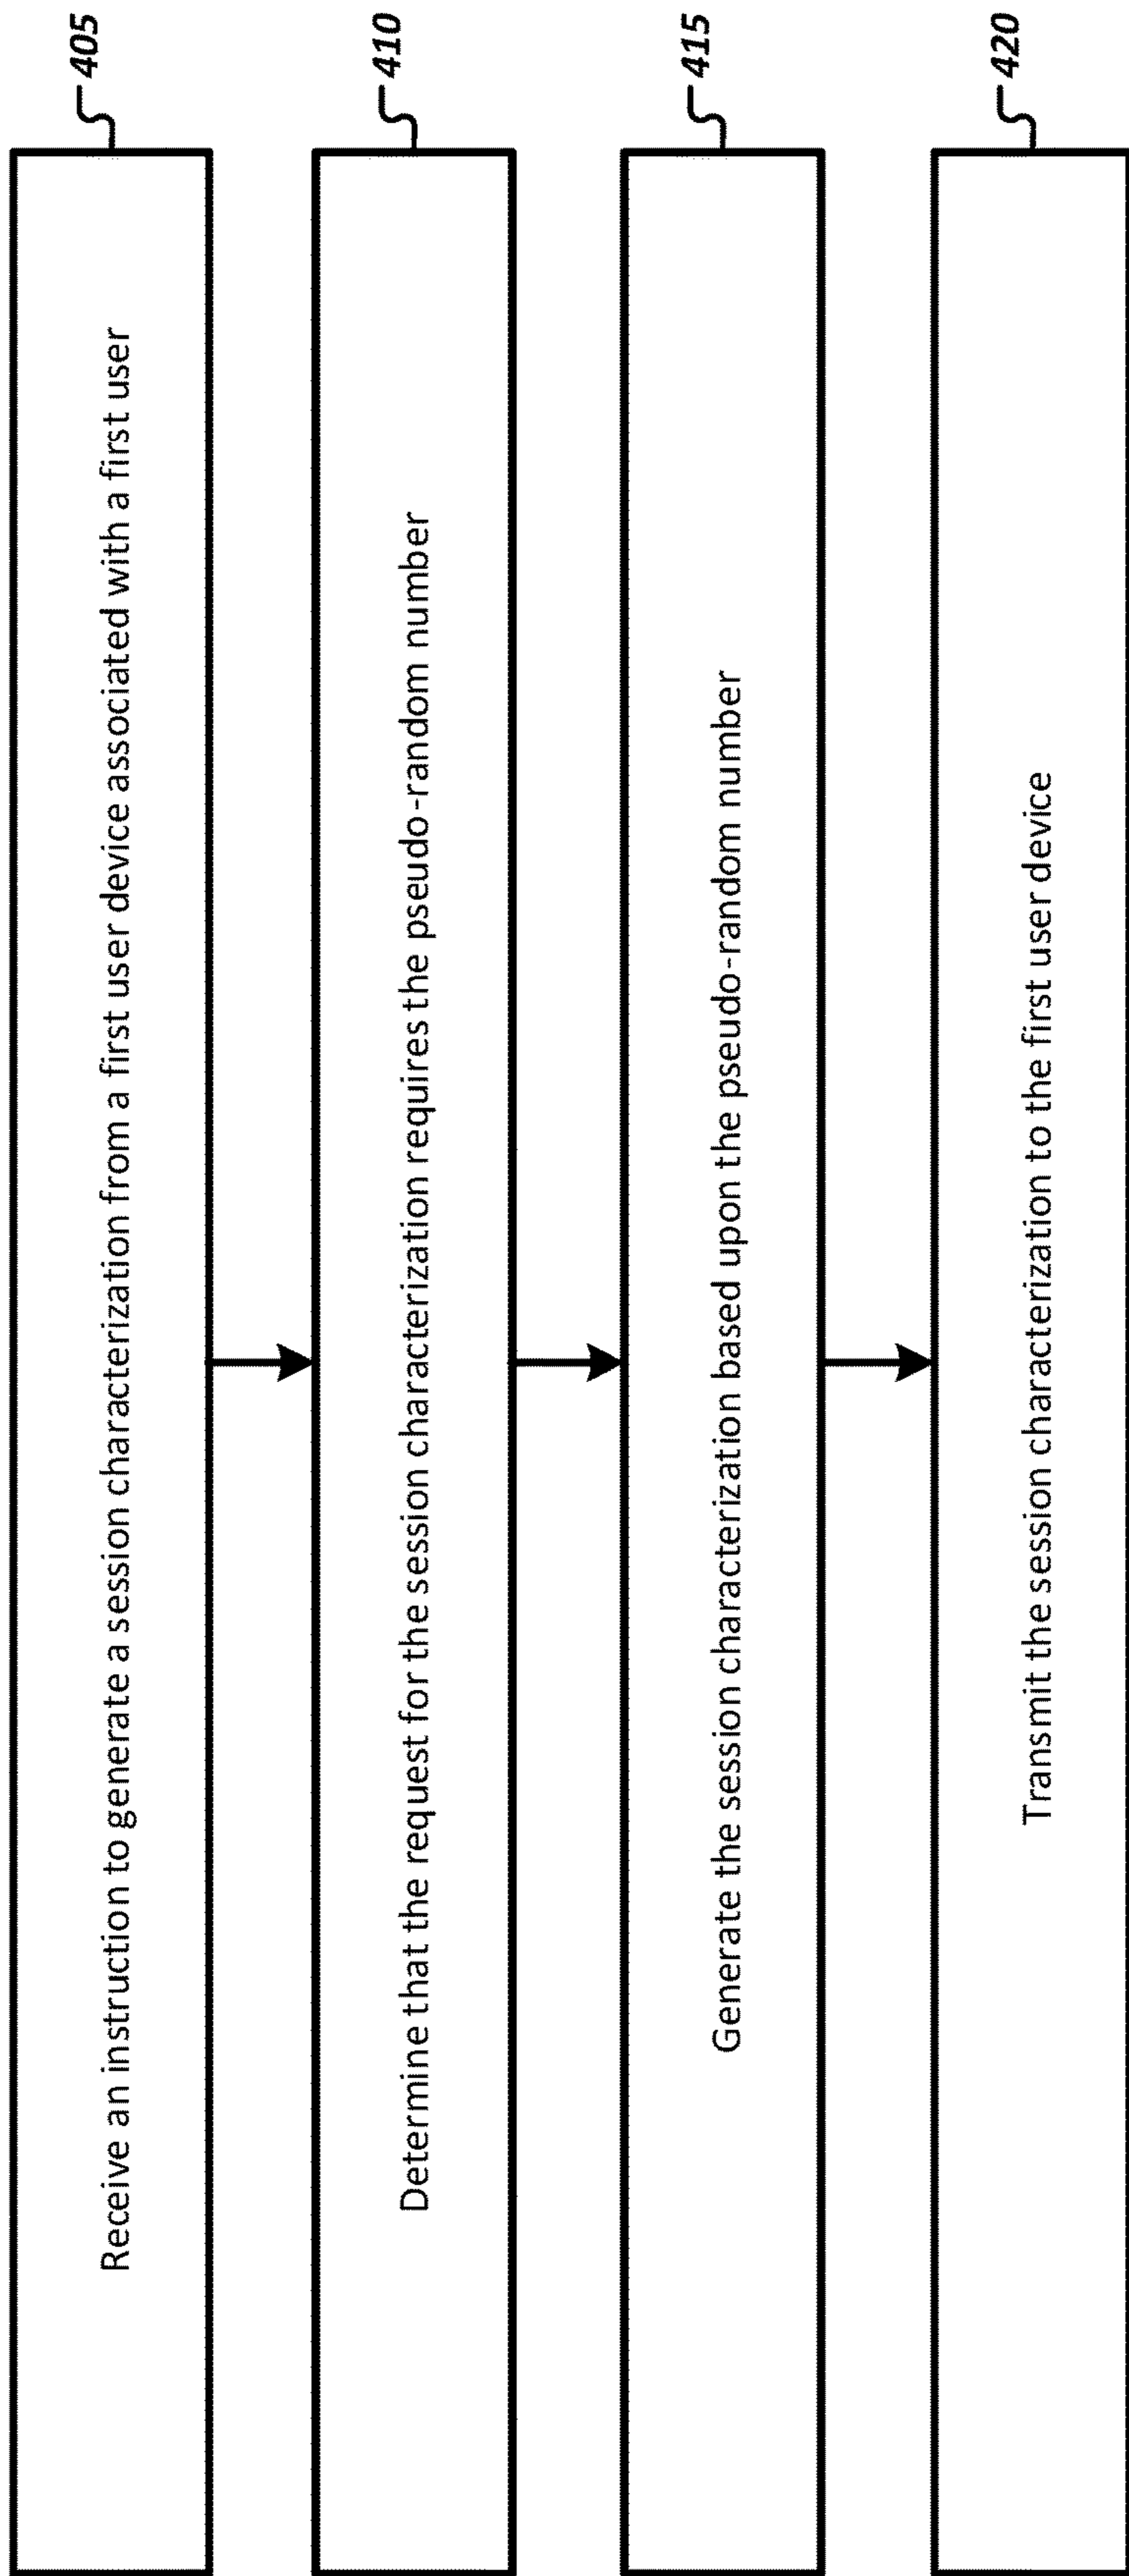 405
Receive an instruction to generate a session characterization from a first user device associated with a first user
410
Determine that the request for the session characterization requires the pseudo-random number
415
Generate the session characterization based upon the pseudo-random number
420
Transmit the session characterization to the first user device